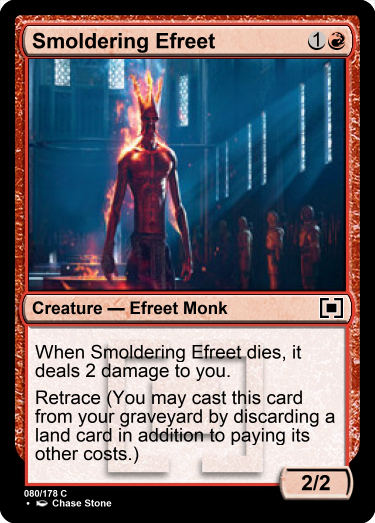 Smoldering Efreet 1
Creature — Efreet Monk
When Smoldering Efreet dies, it
deals 2 damage to you.
Retrace (You may cast this card
from your graveyard by discarding a
land card in addition to paying its
other costs.)
2/2
080/178 C
• Chase Stone